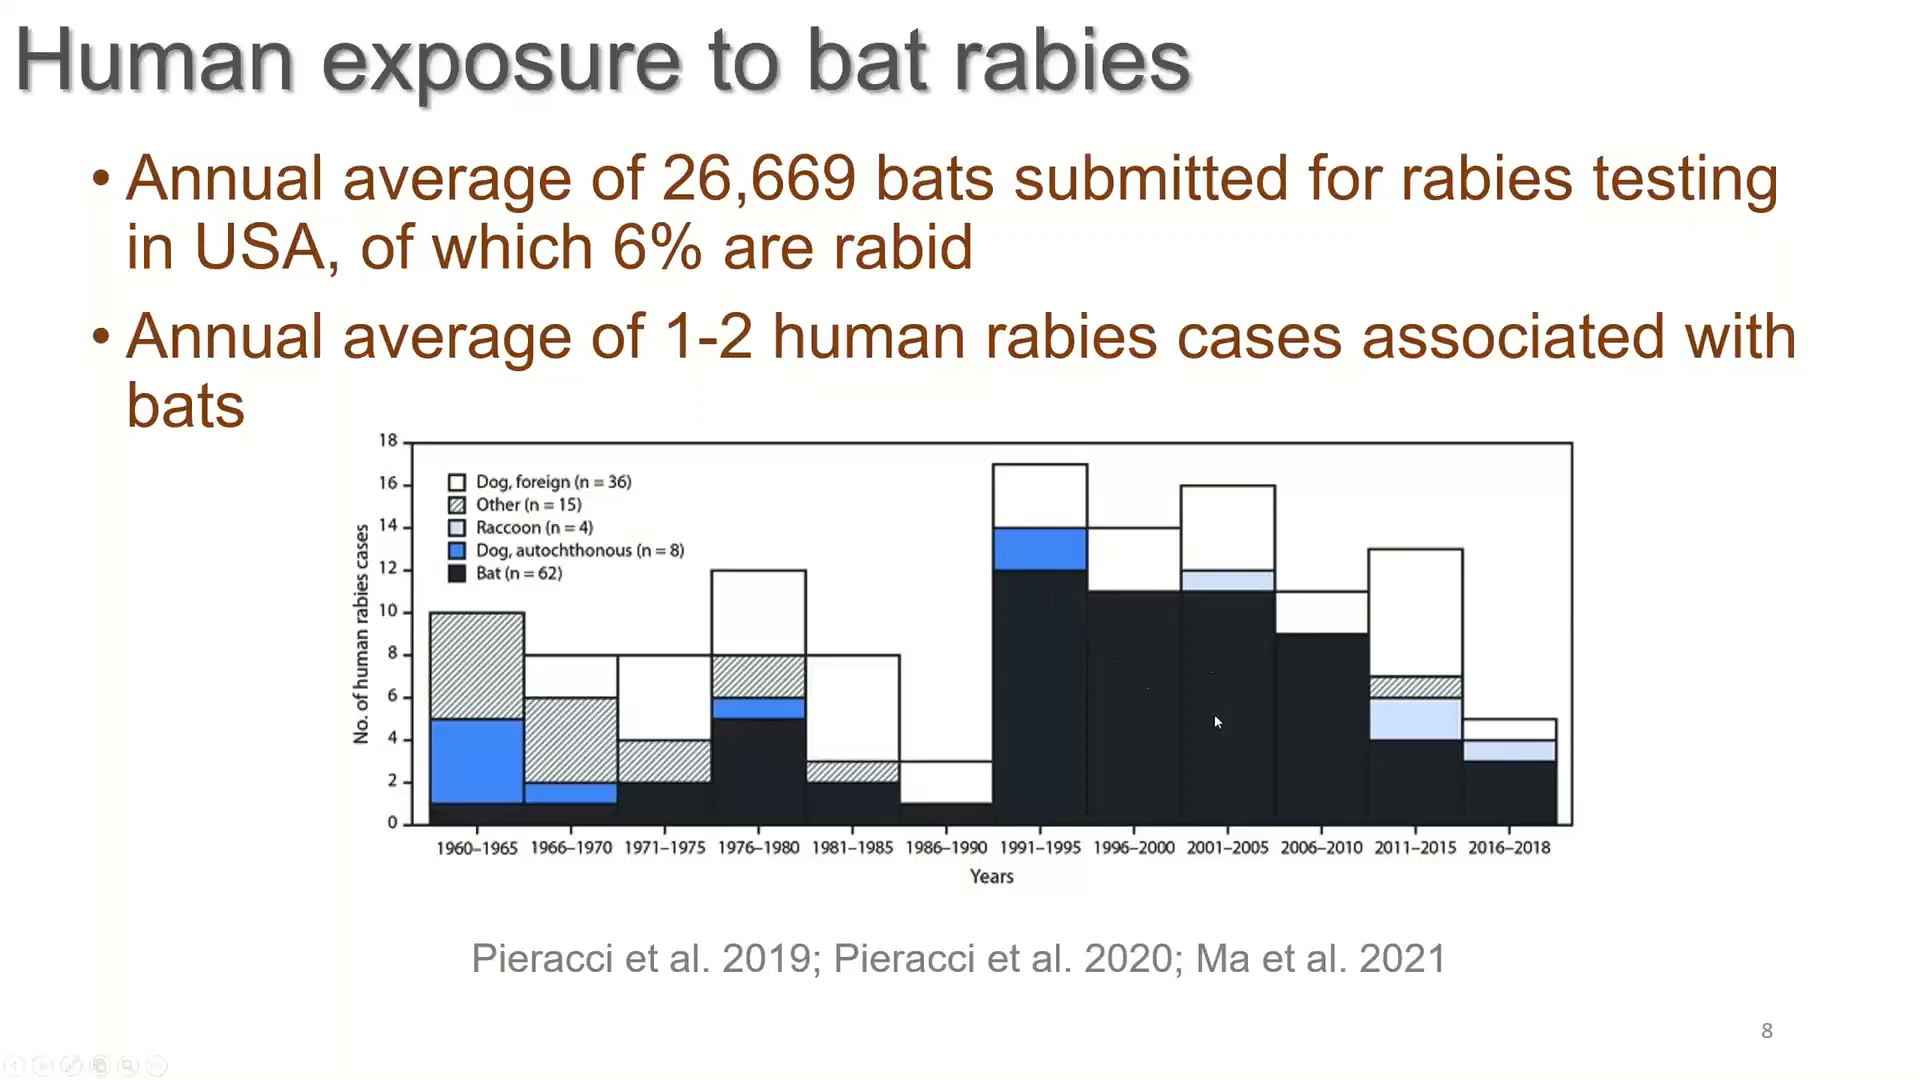 Human exposure to bat rabies
• Annual average of 26,669 bats submitted for rabies testing
in USA, of which 6% are rabid
• Annual average of 1-2 human rabies cases associated with
bats
18
16
14
12
10
8
6
4
2
0
No. of human rabies cases
Dog, foreign (n = 36)
Other (n = 15)
Raccoon (n = 4)
Dog, autochthonous (n = 8)
Bat (n = 62)
1960–1965 1966–1970 1971–1975 1976–1980 1981–1985 1986–1990 1991–1995 1996–2000 2001–2005 2006–2010 2011–2015 2016–2018
Years
Pieracci et al. 2019; Pieracci et al. 2020; Ma et al. 2021
8